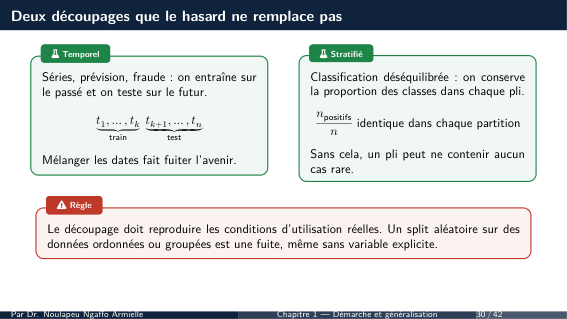 Deux découpages que le hasard ne remplace pas
Temporel
Séries, prévision, fraude : on entraîne sur
le passé et on teste sur le futur.
t₁, … , tₖ tₖ₊₁, … , tₙ
train test
Mélanger les dates fait fuiter l'avenir.
Stratifié
Classification déséquilibrée : on conserve
la proportion des classes dans chaque pli.
n_positifs / n identique dans chaque partition
Sans cela, un pli peut ne contenir aucun
cas rare.
Règle
Le découpage doit reproduire les conditions d'utilisation réelles. Un split aléatoire sur des
données ordonnées ou groupées est une fuite, même sans variable explicite.
Par Dr. Noulapeu Ngaffo Armielle Chapitre 1 — Démarche et généralisation 30 / 42